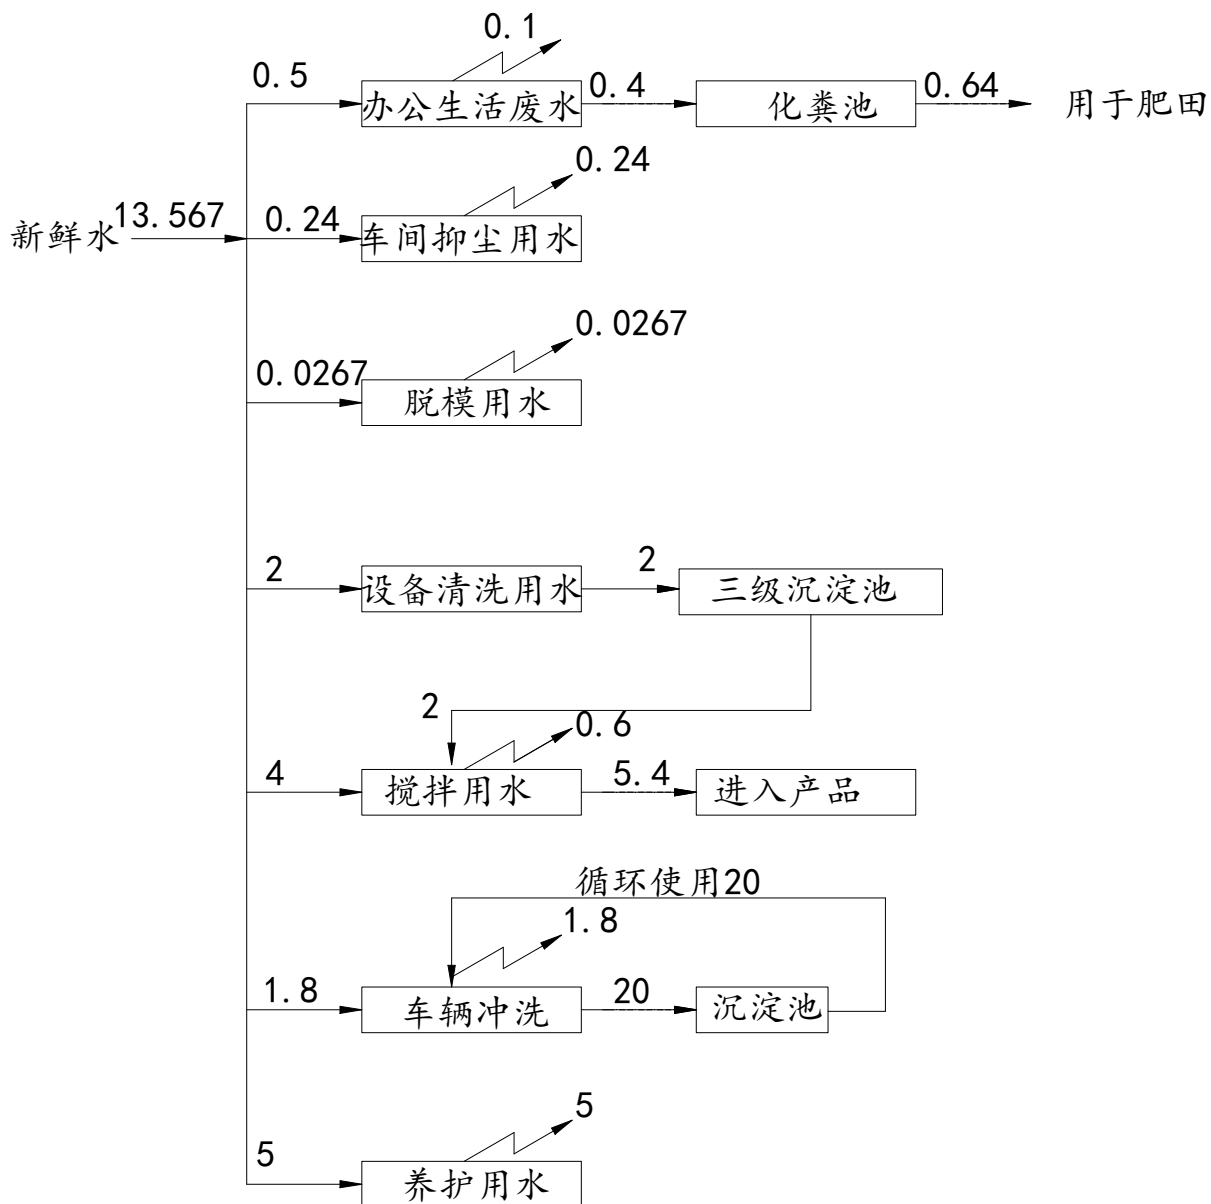 0.1
0.5
办公生活废水
0.4
化粪池
0.64
用于肥田
0.24
新鲜水
13.567
0.24
车间抑尘用水
0.0267
0.0267
脱模用水
2
设备清洗用水
2
三级沉淀池
2
0.6
4
搅拌用水
5.4
进入产品
循环使用20
1.8
1.8
车辆冲洗
20
沉淀池
5
5
养护用水